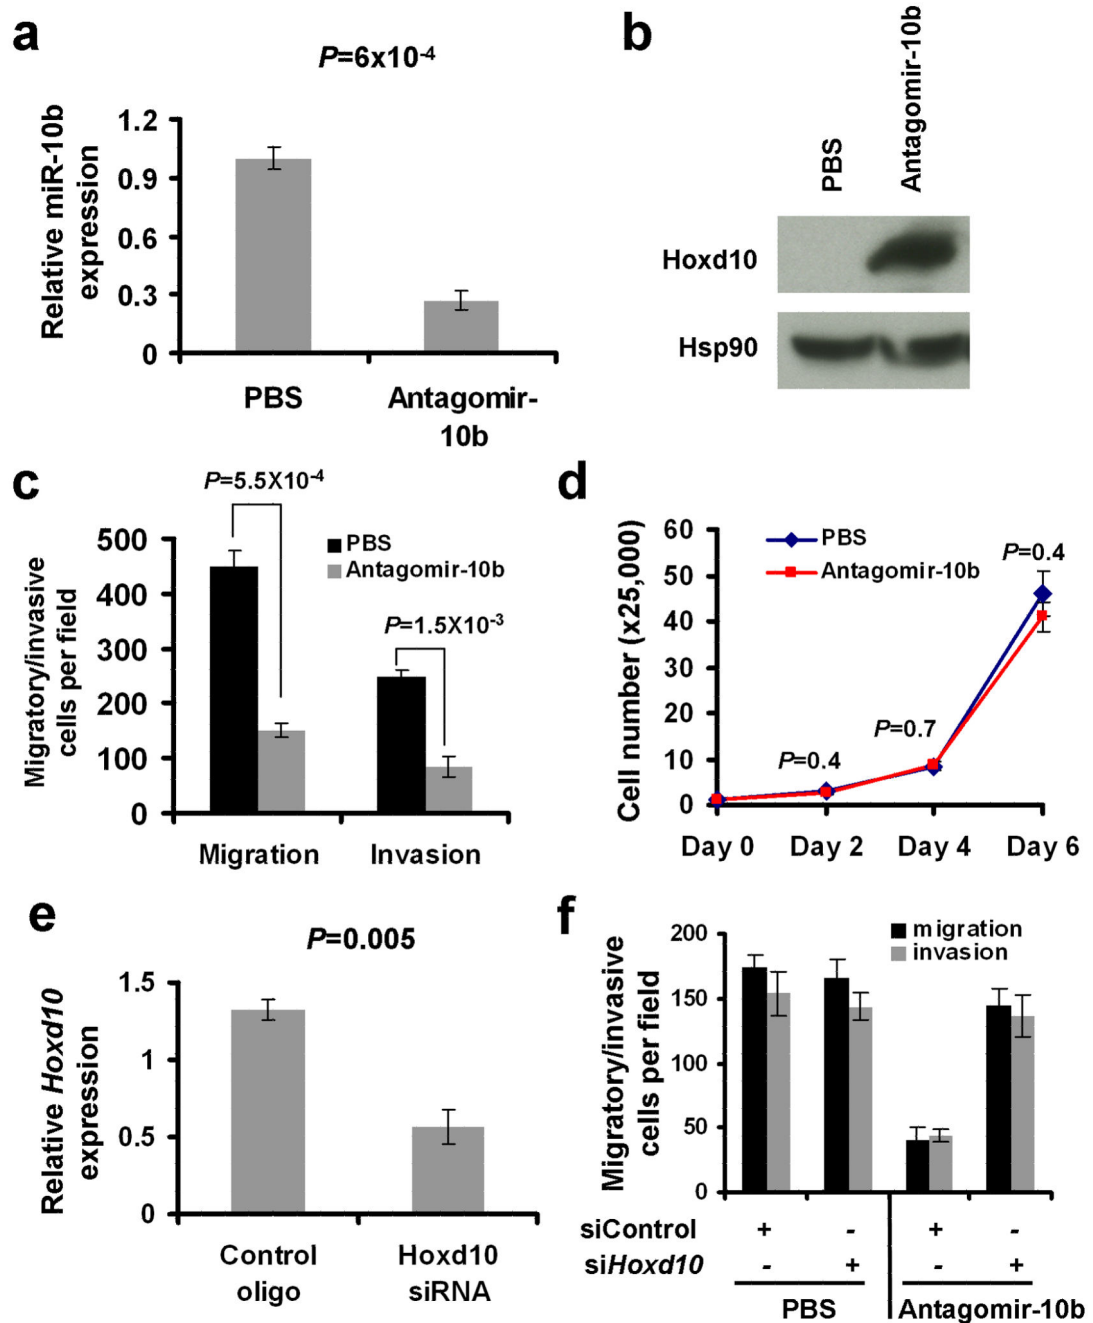 a
P=6x10-4
Relative miR-10b
expression
1.2
0.9
0.6
0.3
0
PBS
Antagomir-
10b
b
PBS
Antagomir-10b
Hoxd10
Hsp90
c
P=5.5X10-4
Migratory/invasive
cells per field
500
400
300
200
100
0
PBS
Antagomir-10b
P=1.5X10-3
Migration
Invasion
d
Cell number (x25,000)
60
50
40
30
20
10
0
PBS
Antagomir-10b
P=0.4
P=0.7
P=0.4
Day 0
Day 2
Day 4
Day 6
e
P=0.005
Relative Hoxd10
expression
1.5
1
0.5
0
Control
oligo
Hoxd10
siRNA
f
Migratory/invasive
cells per field
200
150
100
50
0
migration
invasion
siControl + - + -
siHoxd10 - + - +
PBS
Antagomir-10b